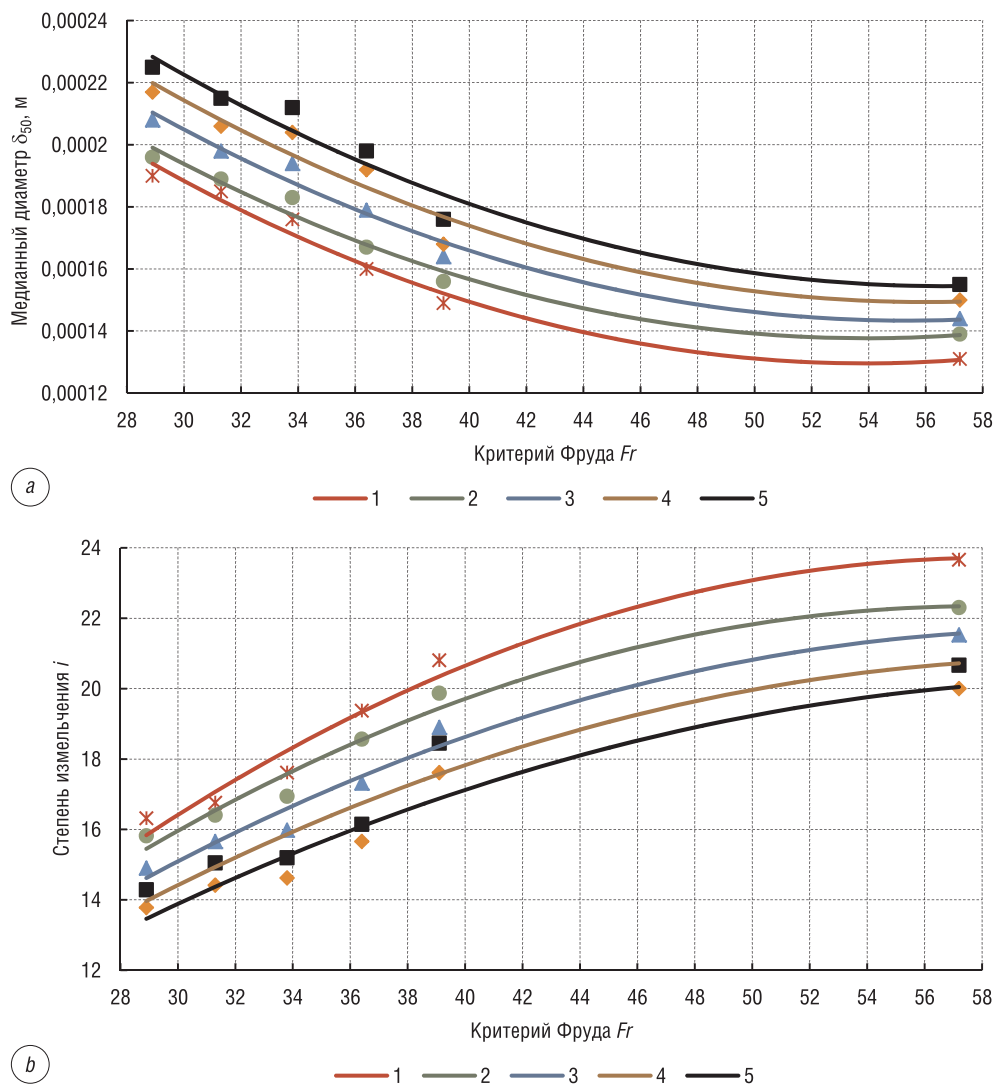 0,00024
0,00022
0,0002
0,00018
0,00016
0,00014
0,00012
Медианный диаметр δ50, м
28 30 32 34 36 38 40 42 44 46 48 50 52 54 56 58
Критерий Фруда Fr
a
1 2 3 4 5
24
22
20
18
16
14
12
Степень измельчения i
28 30 32 34 36 38 40 42 44 46 48 50 52 54 56 58
Критерий Фруда Fr
b
1 2 3 4 5